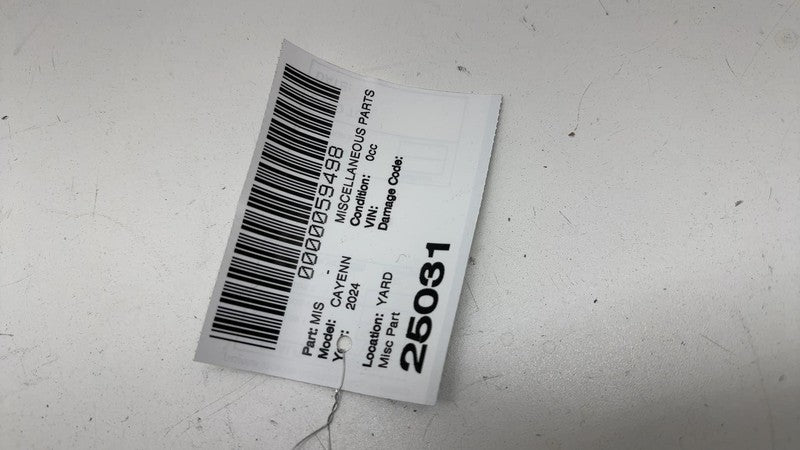 0000059498
Part: MIS - MISCELLANEOUS PARTS
Model: CAYENN Condition: 0cc
2024 VIN:
Damage Code:
Location: YARD
Misc Part
25031